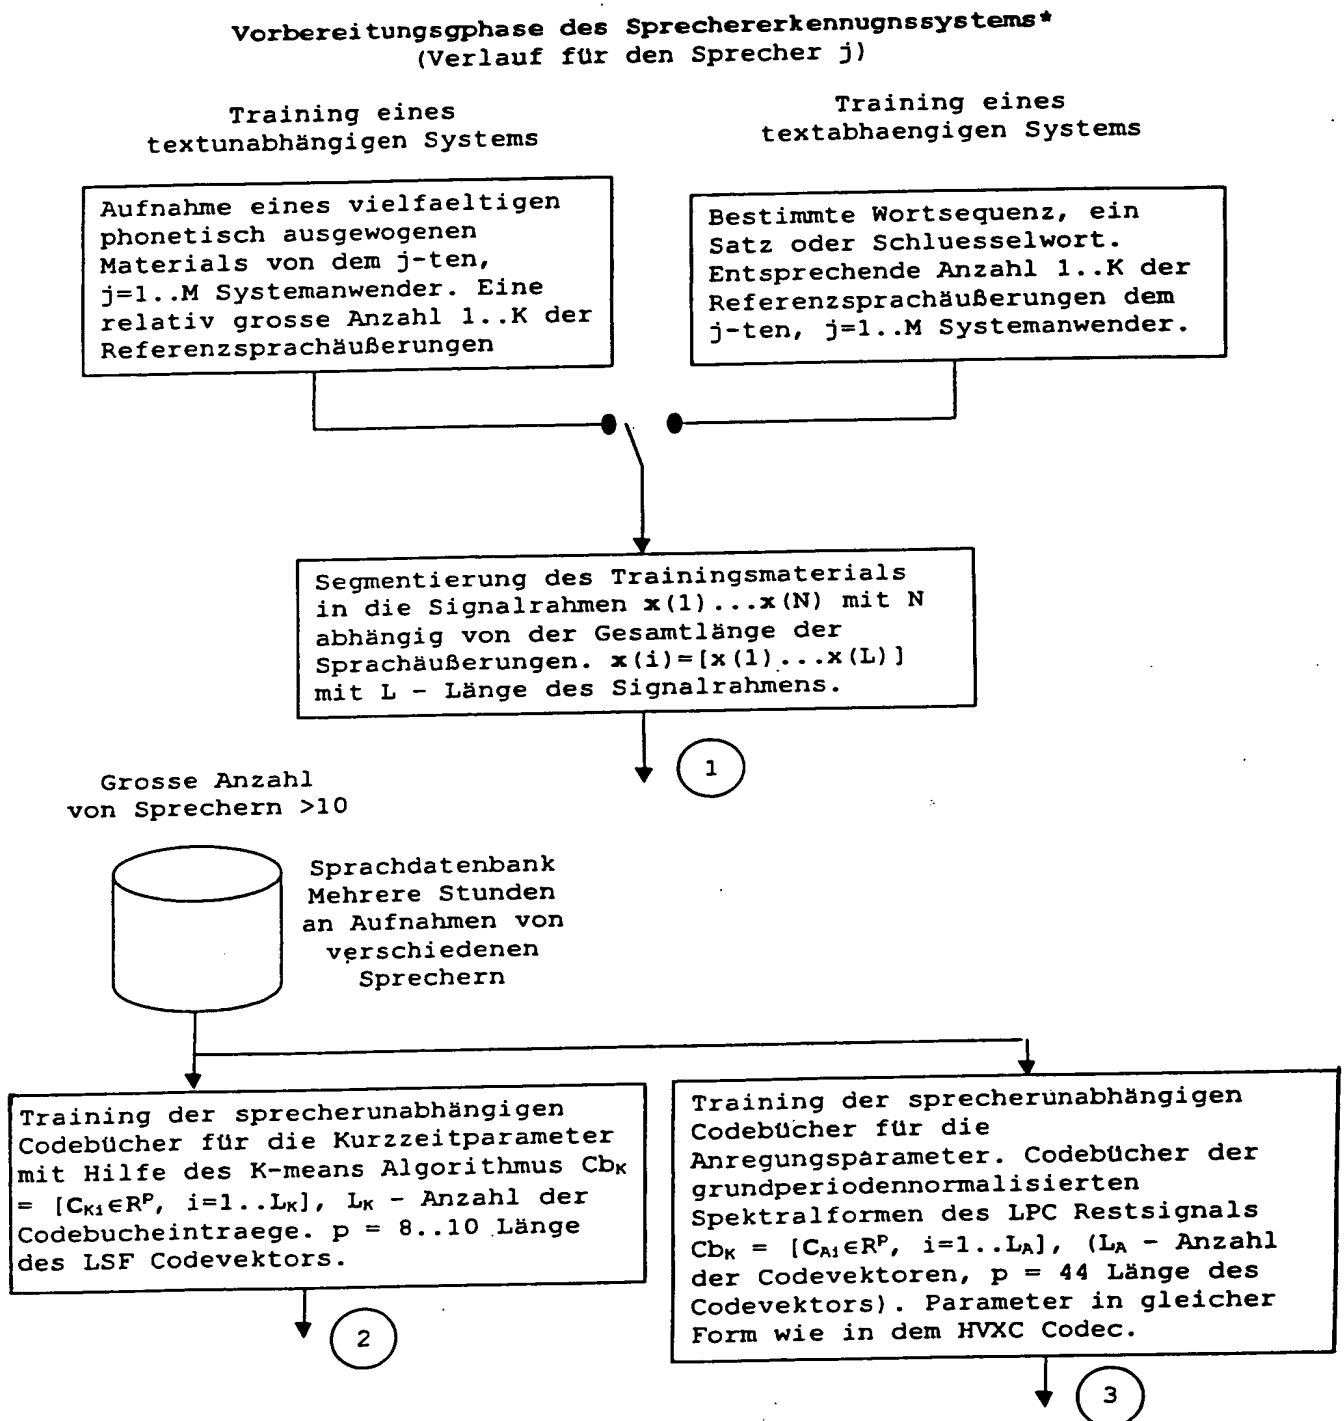 Vorbereitungsgphase des Sprechererkennugnssystems*
(Verlauf für den Sprecher j)
Training eines
textunabhängigen Systems
Training eines
textabhaengigen Systems
Aufnahme eines vielfaeltigen
phonetisch ausgewogenen
Materials von dem j-ten,
j=1..M Systemanwender. Eine
relativ grosse Anzahl 1..K der
Referenzsprachäußerungen
Bestimmte Wortsequenz, ein
Satz oder Schluesselwort.
Entsprechende Anzahl 1..K der
Referenzsprachäußerungen dem
j-ten, j=1..M Systemanwender.
Segmentierung des Trainingsmaterials
in die Signalrahmen x(1)...x(N) mit N
abhängig von der Gesamtlänge der
Sprachäußerungen. x(i)=[x(1)...x(L)]
mit L - Länge des Signalrahmens.
1
Grosse Anzahl
von Sprechern >10
Sprachdatenbank
Mehrere Stunden
an Aufnahmen von
verschiedenen
Sprechern
Training der sprecherunabhängigen
Codebücher für die Kurzzeitparameter
mit Hilfe des K-means Algorithmus Cb_K
= [C_Ki∈R^P, i=1..L_K], L_K - Anzahl der
Codebucheintraege. p = 8..10 Länge
des LSF Codevektors.
2
Training der sprecherunabhängigen
Codebücher für die
Anregungsparameter. Codebücher der
grundperiodennormalisierten
Spektralformen des LPC Restsignals
Cb_K = [C_Ai∈R^P, i=1..L_A], (L_A - Anzahl
der Codevektoren, p = 44 Länge des
Codevektors). Parameter in gleicher
Form wie in dem HVXC Codec.
3